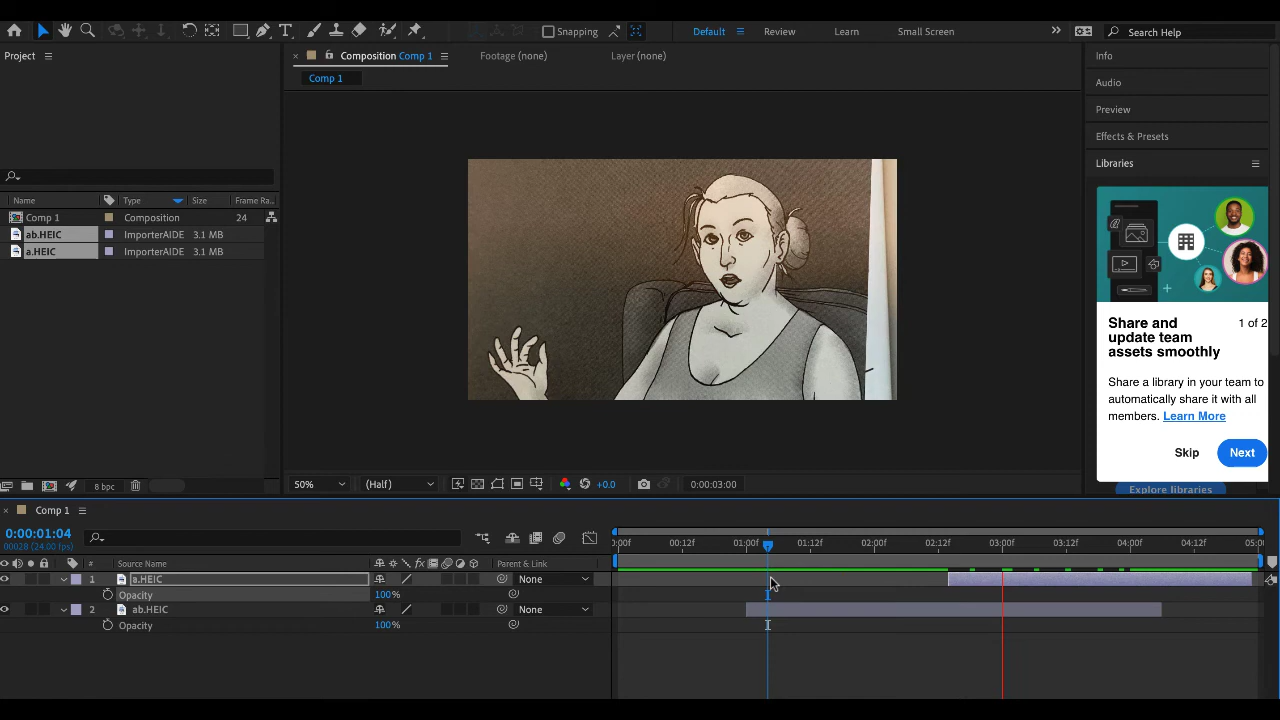 Snapping
Default
Review
Learn
Small Screen
Search Help
Project
Composition Comp 1
Footage (none)
Layer (none)
Info
Comp 1
Audio
Preview
Effects & Presets
Libraries
Name Type Size Frame Ra..
Comp 1 Composition 24
ab.HEIC ImporterAIDE 3.1 MB
a.HEIC ImporterAIDE 3.1 MB
Share and update team assets smoothly
1 of 2
Share a library in your team to automatically share it with all members. Learn More
Skip
Next
Explore libraries
8 bpc
50%
(Half)
+0.0
0:00:03:00
Comp 1
0:00:01:04
00028 (24.00 fps)
:00f 00:12f 01:00f 01:12f 02:00f 02:12f 03:00f 03:12f 04:00f 04:12f 05:00f
# Source Name Parent & Link
1 a.HEIC None
Opacity 100%
2 ab.HEIC None
Opacity 100%